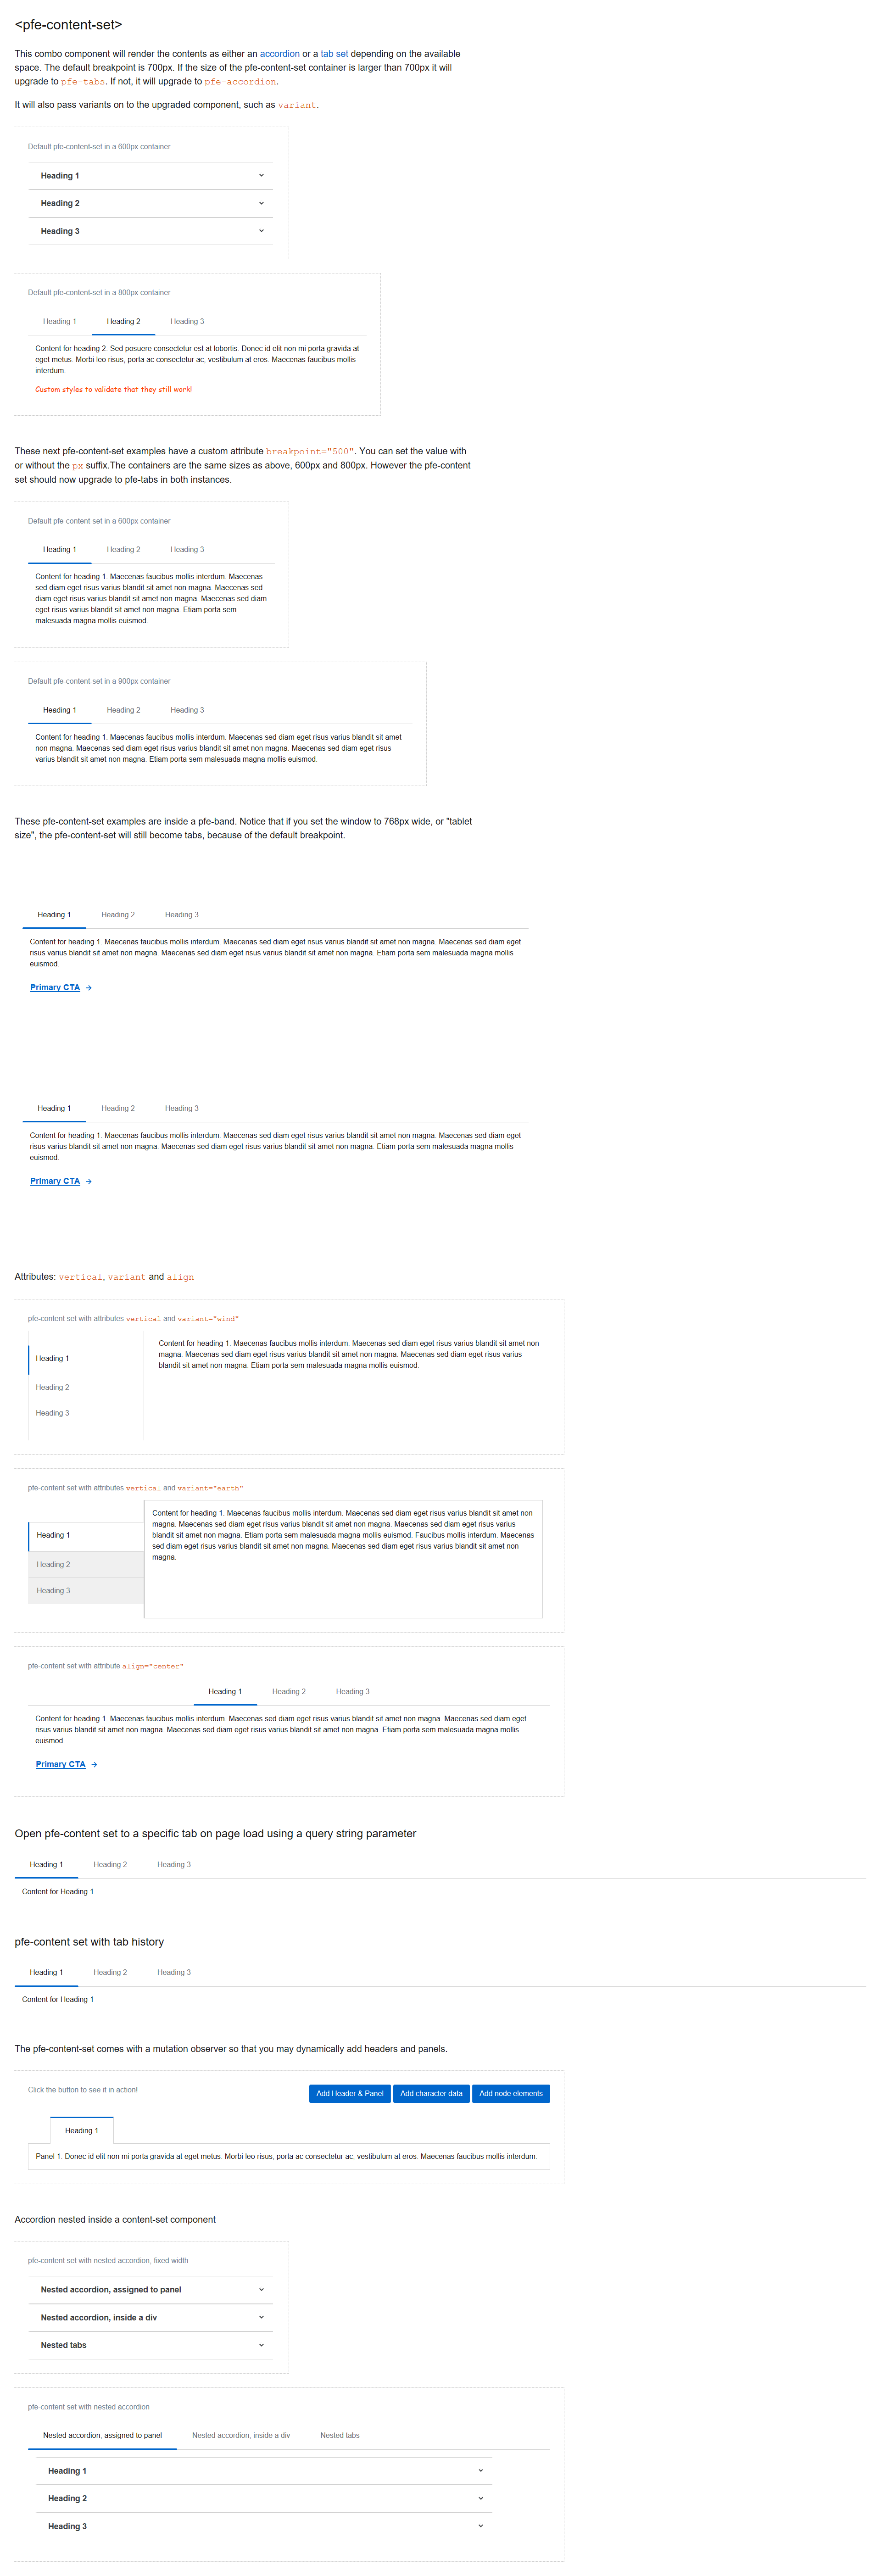 <pfe-content-set>
This combo component will render the contents as either an accordion or a tab set depending on the available
space. The default breakpoint is 700px. If the size of the pfe-content-set container is larger than 700px it will
upgrade to pfe-tabs. If not, it will upgrade to pfe-accordion.
It will also pass variants on to the upgraded component, such as variant.
Default pfe-content-set in a 600px container
Heading 1
Heading 2
Heading 3
Default pfe-content-set in a 800px container
Heading 1 Heading 2 Heading 3
Content for heading 2. Sed posuere consectetur est at lobortis. Donec id elit non mi porta gravida at
eget metus. Morbi leo risus, porta ac consectetur ac, vestibulum at eros. Maecenas faucibus mollis
interdum.
Custom styles to validate that they still work!
These next pfe-content-set examples have a custom attribute breakpoint="500". You can set the value with
or without the px suffix.The containers are the same sizes as above, 600px and 800px. However the pfe-content
set should now upgrade to pfe-tabs in both instances.
Default pfe-content-set in a 600px container
Heading 1 Heading 2 Heading 3
Content for heading 1. Maecenas faucibus mollis interdum. Maecenas
sed diam eget risus varius blandit sit amet non magna. Maecenas sed
diam eget risus varius blandit sit amet non magna. Maecenas sed diam
eget risus varius blandit sit amet non magna. Etiam porta sem
malesuada magna mollis euismod.
Default pfe-content-set in a 900px container
Heading 1 Heading 2 Heading 3
Content for heading 1. Maecenas faucibus mollis interdum. Maecenas sed diam eget risus varius blandit sit amet
non magna. Maecenas sed diam eget risus varius blandit sit amet non magna. Maecenas sed diam eget risus
varius blandit sit amet non magna. Etiam porta sem malesuada magna mollis euismod.
These pfe-content-set examples are inside a pfe-band. Notice that if you set the window to 768px wide, or "tablet
size", the pfe-content-set will still become tabs, because of the default breakpoint.
Heading 1 Heading 2 Heading 3
Content for heading 1. Maecenas faucibus mollis interdum. Maecenas sed diam eget risus varius blandit sit amet non magna. Maecenas sed diam eget
risus varius blandit sit amet non magna. Maecenas sed diam eget risus varius blandit sit amet non magna. Etiam porta sem malesuada magna mollis
euismod.
Primary CTA
Heading 1 Heading 2 Heading 3
Content for heading 1. Maecenas faucibus mollis interdum. Maecenas sed diam eget risus varius blandit sit amet non magna. Maecenas sed diam eget
risus varius blandit sit amet non magna. Maecenas sed diam eget risus varius blandit sit amet non magna. Etiam porta sem malesuada magna mollis
euismod.
Primary CTA
Attributes: vertical, variant and align
pfe-content set with attributes vertical and variant="wind"
Heading 1
Heading 2
Heading 3
Content for heading 1. Maecenas faucibus mollis interdum. Maecenas sed diam eget risus varius blandit sit amet non
magna. Maecenas sed diam eget risus varius blandit sit amet non magna. Maecenas sed diam eget risus varius
blandit sit amet non magna. Etiam porta sem malesuada magna mollis euismod.
pfe-content set with attributes vertical and variant="earth"
Heading 1
Heading 2
Heading 3
Content for heading 1. Maecenas faucibus mollis interdum. Maecenas sed diam eget risus varius blandit sit amet non
magna. Maecenas sed diam eget risus varius blandit sit amet non magna. Maecenas sed diam eget risus varius
blandit sit amet non magna. Etiam porta sem malesuada magna mollis euismod. Faucibus mollis interdum. Maecenas
sed diam eget risus varius blandit sit amet non magna. Maecenas sed diam eget risus varius blandit sit amet non
magna.
pfe-content set with attribute align="center"
Heading 1 Heading 2 Heading 3
Content for heading 1. Maecenas faucibus mollis interdum. Maecenas sed diam eget risus varius blandit sit amet non magna. Maecenas sed diam eget
risus varius blandit sit amet non magna. Maecenas sed diam eget risus varius blandit sit amet non magna. Etiam porta sem malesuada magna mollis
euismod.
Primary CTA
Open pfe-content set to a specific tab on page load using a query string parameter
Heading 1 Heading 2 Heading 3
Content for Heading 1
pfe-content set with tab history
Heading 1 Heading 2 Heading 3
Content for Heading 1
The pfe-content-set comes with a mutation observer so that you may dynamically add headers and panels.
Click the button to see it in action! Add Header & Panel Add character data Add node elements
Heading 1
Panel 1. Donec id elit non mi porta gravida at eget metus. Morbi leo risus, porta ac consectetur ac, vestibulum at eros. Maecenas faucibus mollis interdum.
Accordion nested inside a content-set component
pfe-content set with nested accordion, fixed width
Nested accordion, assigned to panel
Nested accordion, inside a div
Nested tabs
pfe-content set with nested accordion
Nested accordion, assigned to panel Nested accordion, inside a div Nested tabs
Heading 1
Heading 2
Heading 3